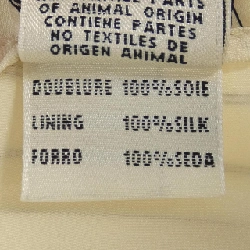 OF ANIMAL ORIGIN
CONTIENE PARTES
NO TEXTILES DE
ORIGEN ANIMAL
DOUBLURE 100%SOIE
LINING 100%SILK
FORRO 100%SEDA